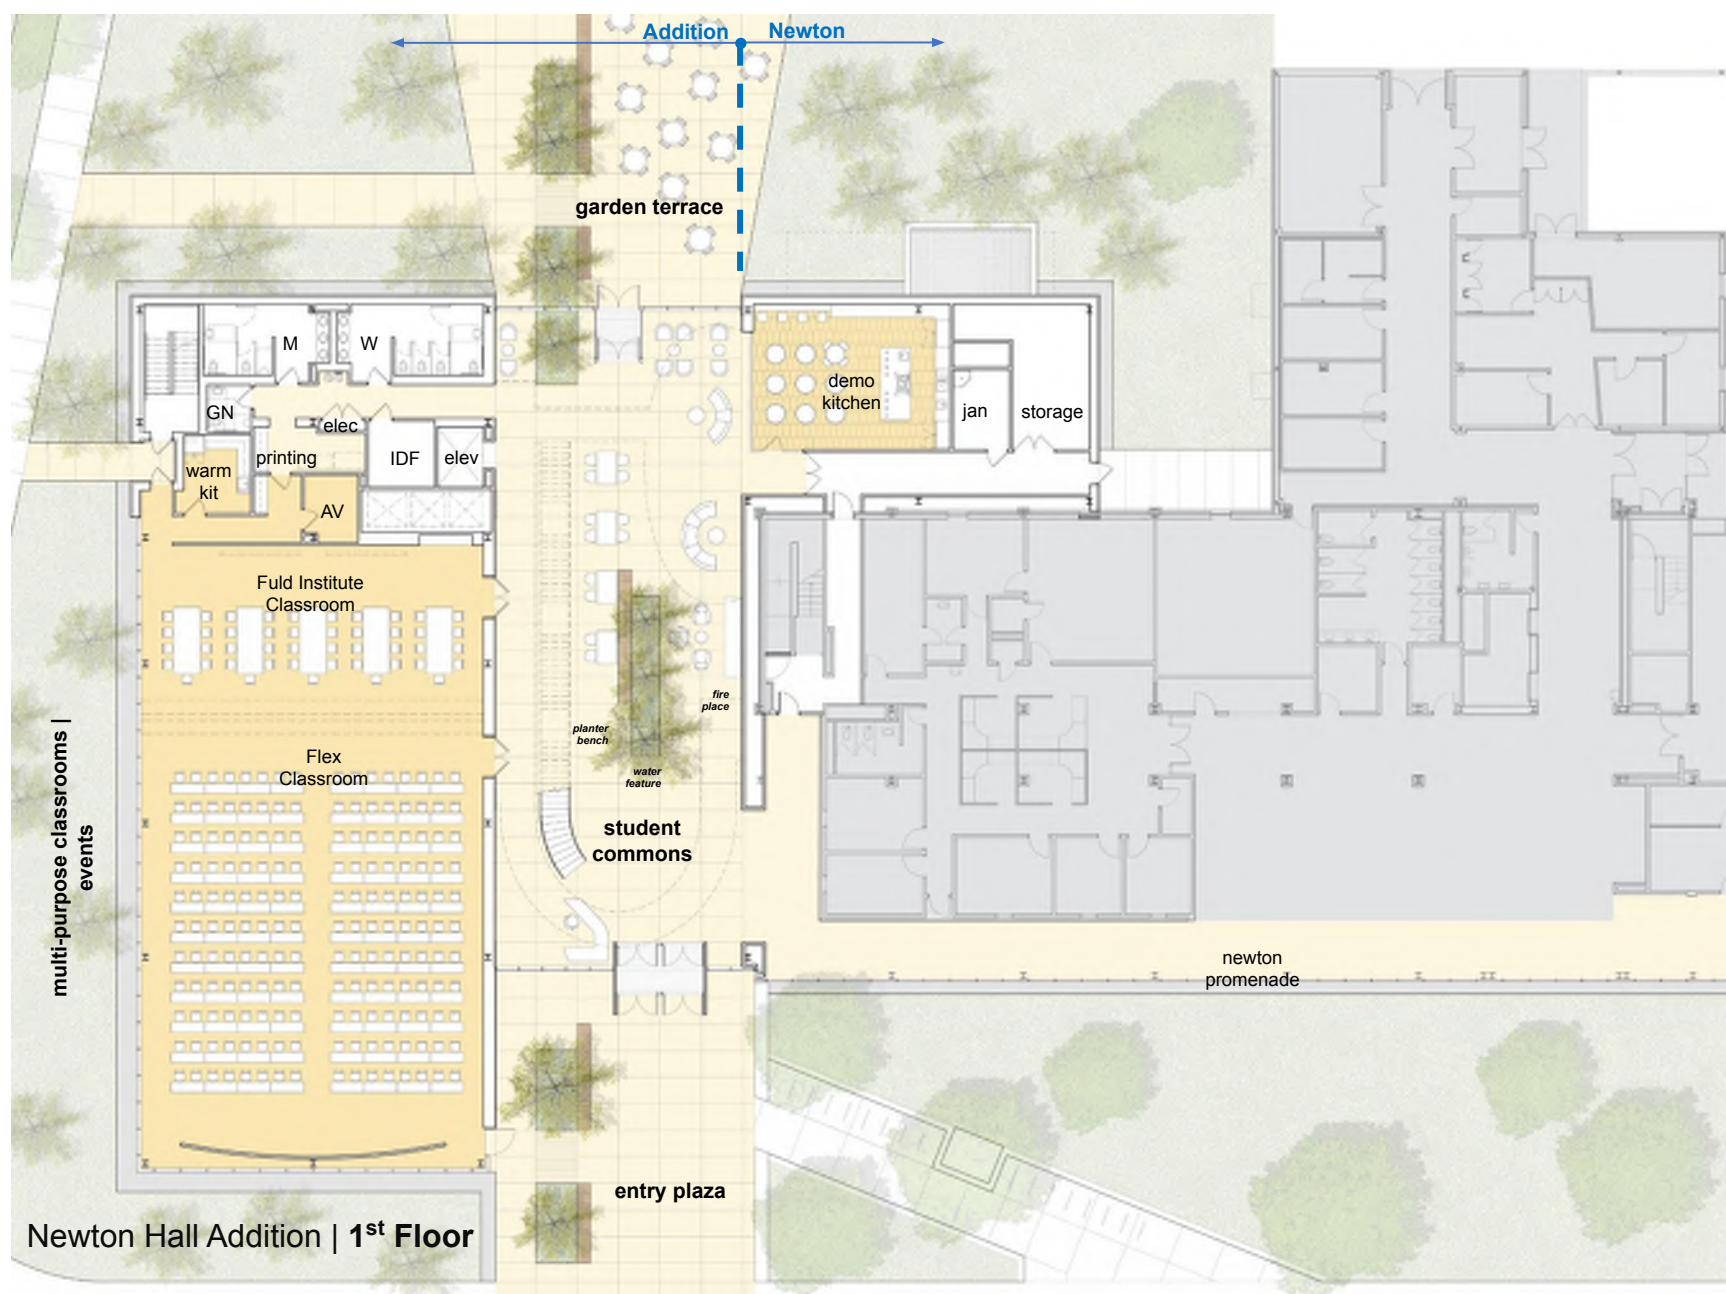 Addition Newton
garden terrace
M
W
GN
elec
printing
IDF
elev
warm
kit
AV
demo
kitchen
jan
storage
Fuld Institute
Classroom
fire
place
planter
bench
water
feature
Flex
Classroom
multi-purpose classrooms |
events
student
commons
newton
promenade
entry plaza
Newton Hall Addition | 1st Floor